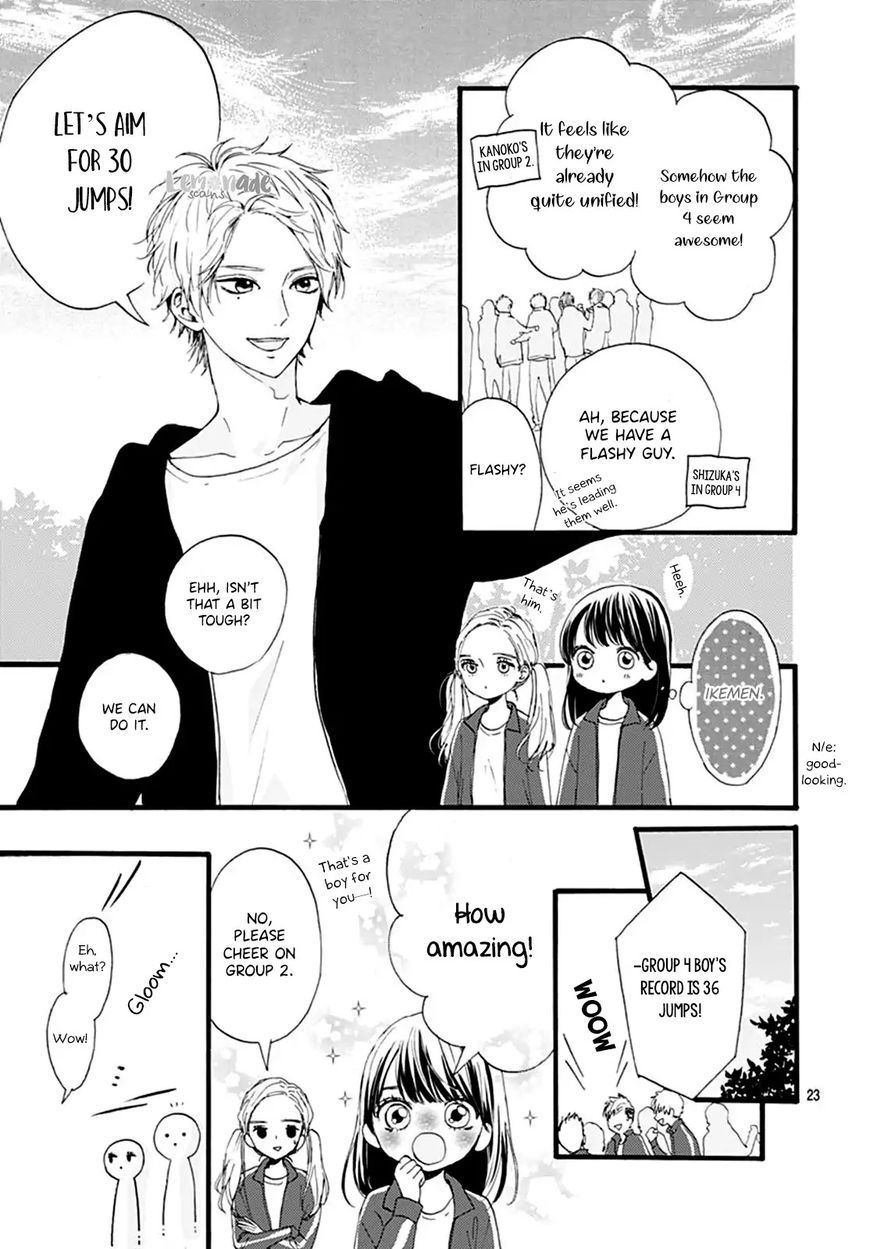 Somehow the
boys in Group
4 seem
awesome!
It feels like
they're
already
quite unified!
KANOKO'S
IN GROUP 2.
AH, BECAUSE
WE HAVE A
FLASHY GUY.
SHIZUKA'S
IN GROUP 4
It seems
he's leading
them well.
FLASHY?
LET'S AIM
FOR 30
JUMPS!
Lemonade
scans
EHH, ISN'T
THAT A BIT
TOUGH?
WE CAN
DO IT.
Heeh.
That's
him.
IKEMEN.
N/e:
good-
looking.
-GROUP 4 BOY'S
RECORD IS 36
JUMPS!
WOOW
How
amazing!
That's a
boy for
you—!
NO,
PLEASE
CHEER ON
GROUP 2.
Gloom...
Eh,
what?
Wow!
23